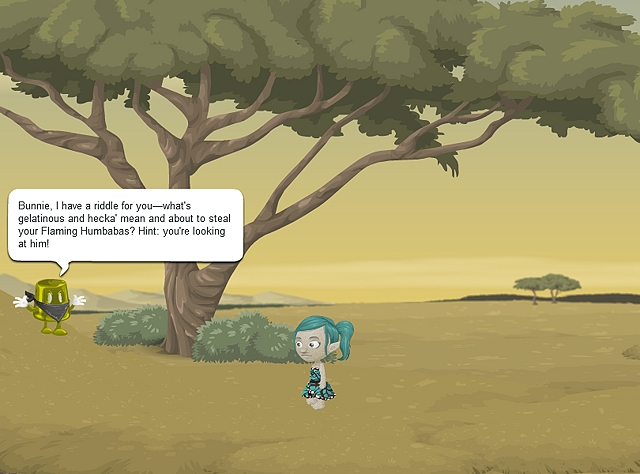 Bunnie, I have a riddle for you—what's
gelatinous and hecka' mean and about to steal
your Flaming Humbabas? Hint: you're looking
at him!